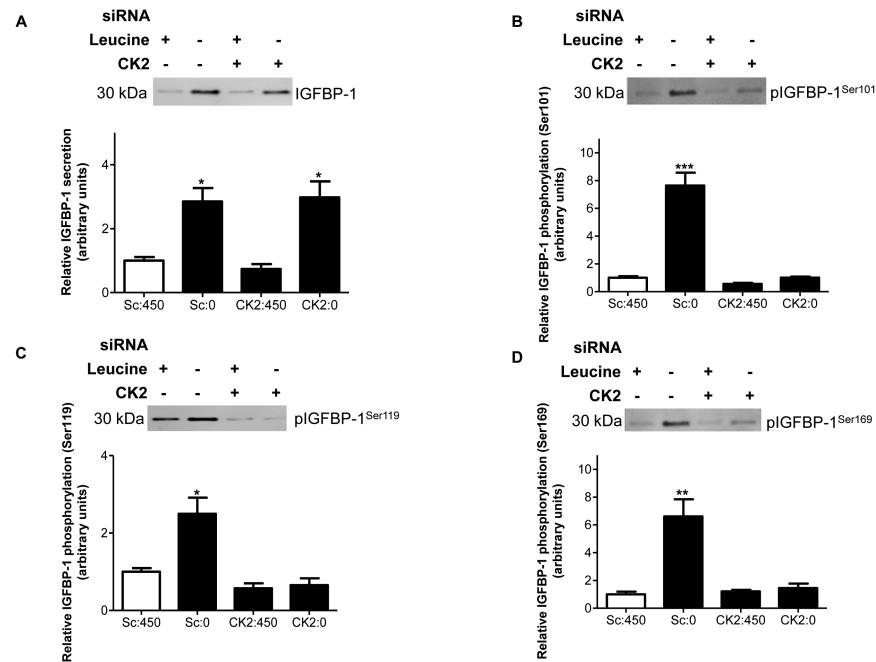 A
siRNA
Leucine + - + -
CK2 - - + +
30 kDa IGFBP-1
Relative IGFBP-1 secretion
(arbitrary units)
4
2
0
* *
Sc:450 Sc:0 CK2:450 CK2:0
B
siRNA
Leucine + - + -
CK2 - - + +
30 kDa pIGFBP-1Ser101
Relative IGFBP-1 phosphorylation (Ser101)
(arbitrary units)
10
8
6
4
2
0
***
Sc:450 Sc:0 CK2:450 CK2:0
C
siRNA
Leucine + - + -
CK2 - - + +
30 kDa pIGFBP-1Ser119
Relative IGFBP-1 phosphorylation (Ser119)
(arbitrary units)
4
2
0
*
Sc:450 Sc:0 CK2:450 CK2:0
D
siRNA
Leucine + - + -
CK2 - - + +
30 kDa pIGFBP-1Ser169
Relative IGFBP-1 phosphorylation (Ser169)
(arbitrary units)
10
8
6
4
2
0
**
Sc:450 Sc:0 CK2:450 CK2:0